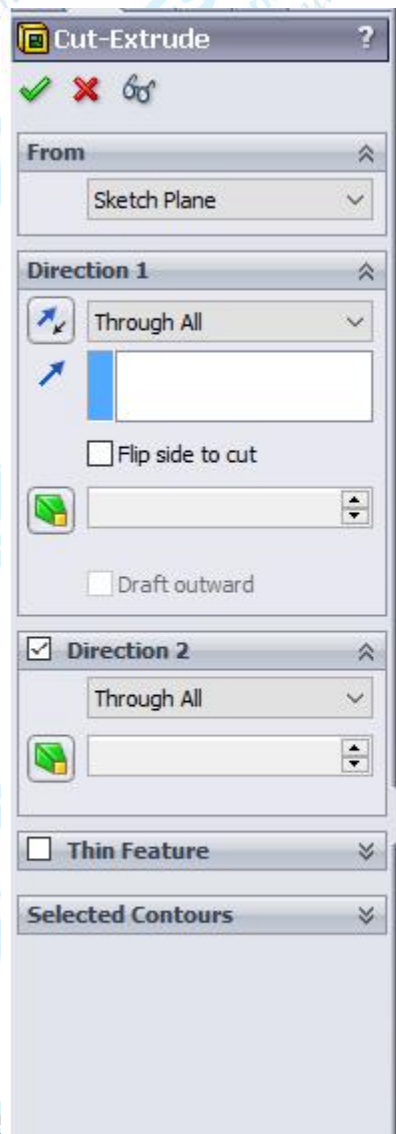 Cut-Extrude ?
From
Sketch Plane
Direction 1
Through All
Flip side to cut
Draft outward
Direction 2
Through All
Thin Feature
Selected Contours